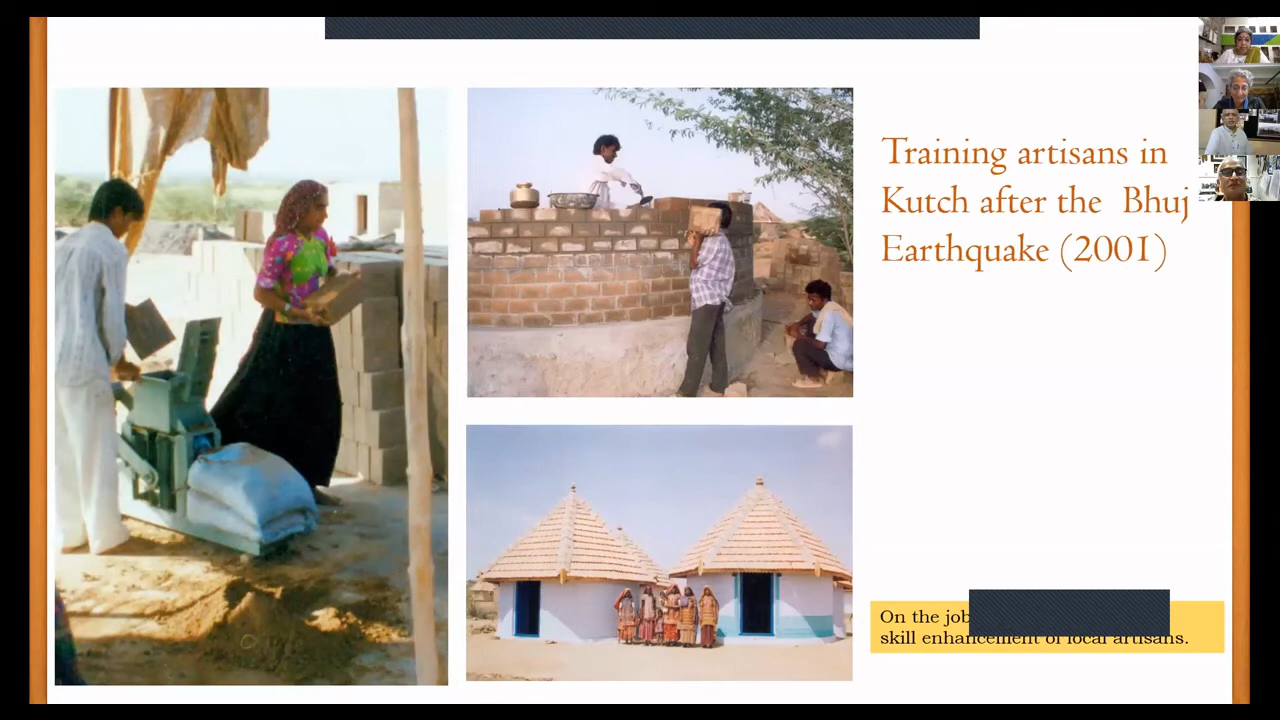 Training artisans in
Kutch after the Bhuj
Earthquake (2001)
On the job
skill enhancement of local artisans.